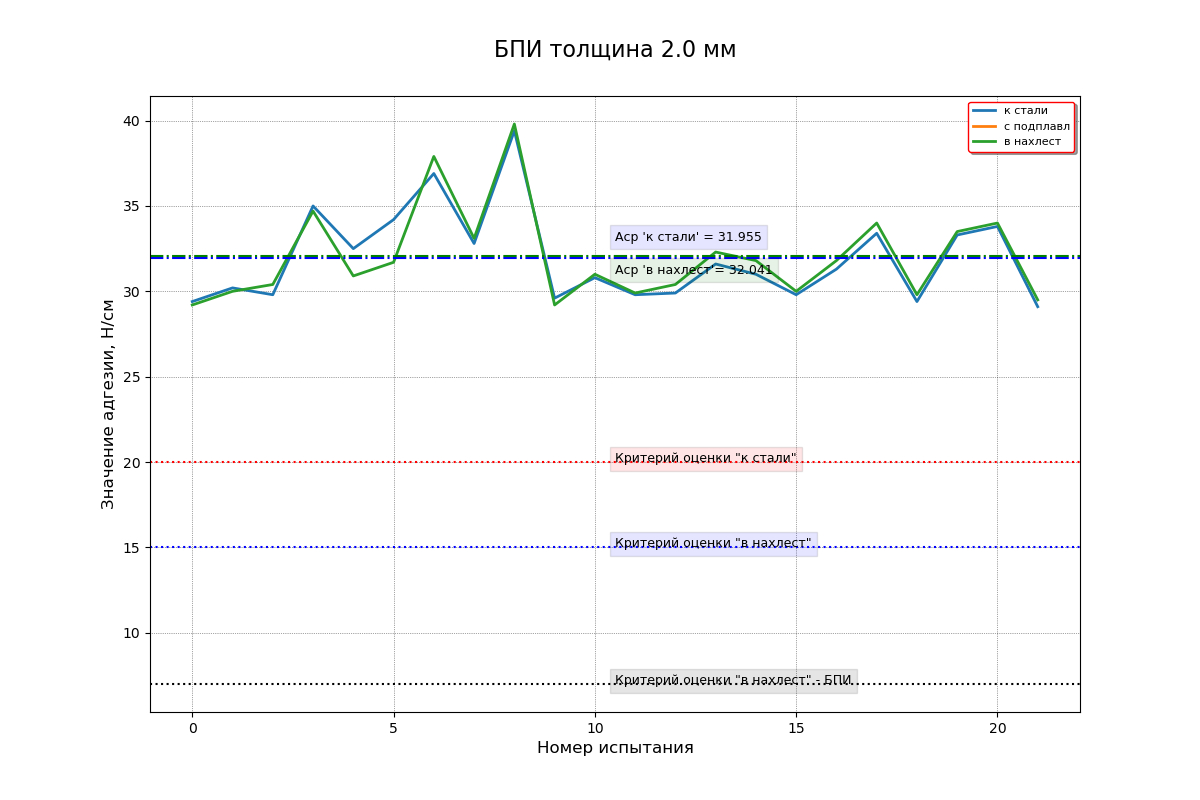 БПИ толщина 2.0 мм
к стали
с подплавл
в нахлест
Значение адгезии, Н/см
40
35
30
25
20
15
10
Аср 'к стали' = 31.955
Аср 'в нахлест'= 32.041
Критерий оценки "к стали"
Критерий оценки "в нахлест"
Критерий оценки "в нахлест" - БПИ
0 5 10 15 20
Номер испытания